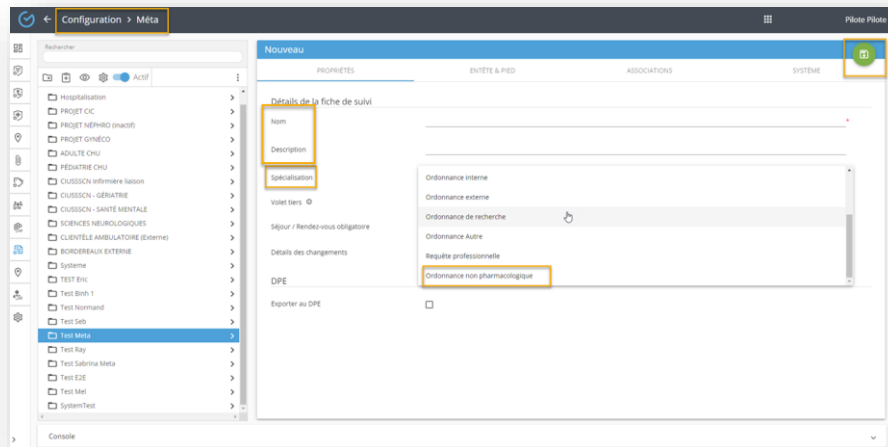 Configuration > Méta
Pilote Pilote
Rechercher
Actif
Hospitalisation
PROJET CIC
PROJET NÉPHRO (inactif)
PROJET GYNÉCO
ADULTE CHU
PÉDIATRIE CHU
CIUSSSCN Infirmière liaison
CIUSSSCN - GÉRIATRIE
CIUSSSCN - SANTÉ MENTALE
SCIENCES NEUROLOGIQUES
CLIENTÈLE AMBULATOIRE (Externe)
BORDEREAUX EXTERNE
Systeme
TEST Eric
Test Binh 1
Test Normand
Test Seb
Test Meta
Test Ray
Test Sabrina Meta
Test E2E
Test Mel
SystemTest
Nouveau
PROPRIÉTÉS ENTÊTE & PIED ASSOCIATIONS SYSTÈME
Détails de la fiche de suivi
Nom *
Description
Spécialisation
Volet tiers
Séjour / Rendez-vous obligatoire
Détails des changements
Ordonnance interne
Ordonnance externe
Ordonnance de recherche
Ordonnance Autre
Requête professionnelle
Ordonnance non pharmacologique
DPE
Exporter au DPE
Console